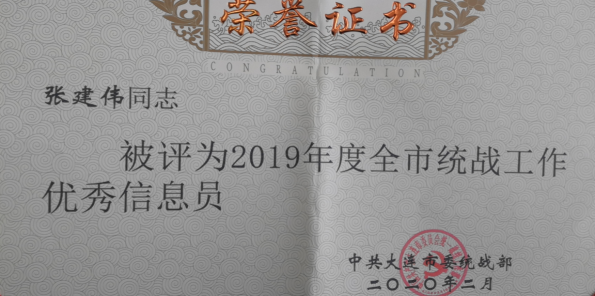 荣誉证书
CONGRATULATION
张建伟同志
被评为2019年度全市统战工作
优秀信息员
中共大连市委统战部
二〇二〇年二月